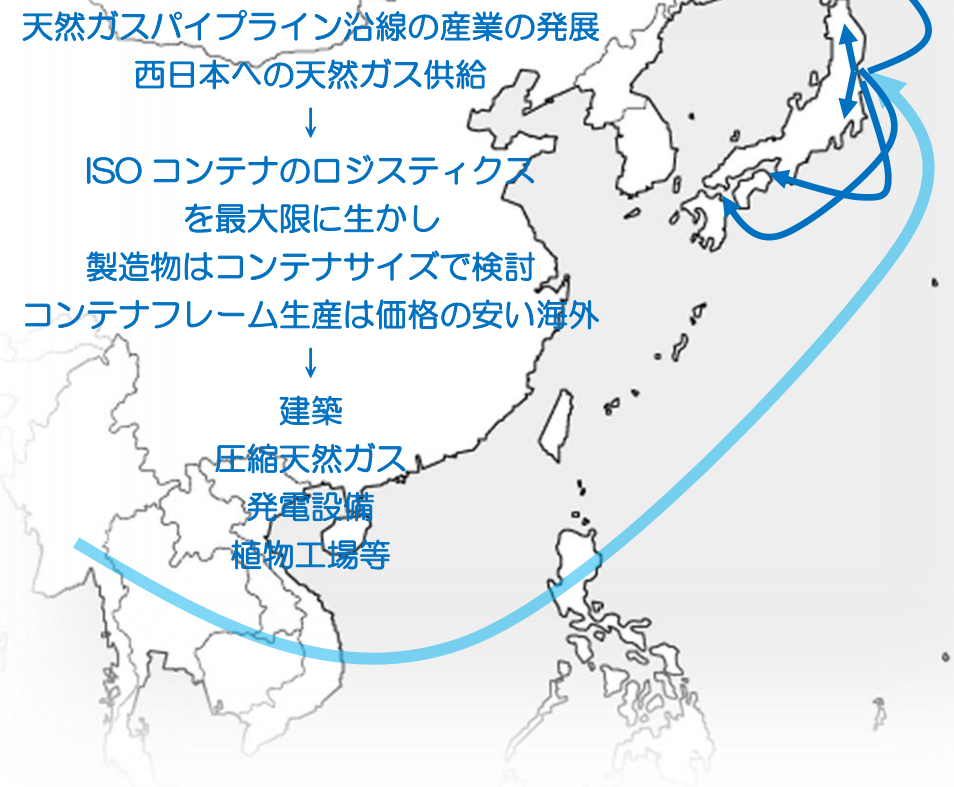 天然ガスパイプライン沿線の産業の発展
西日本への天然ガス供給
↓
ISO コンテナのロジスティクス
を最大限に生かし
製造物はコンテナサイズで検討
コンテナフレーム生産は価格の安い海外
↓
建築
圧縮天然ガス
発電設備
植物工場等